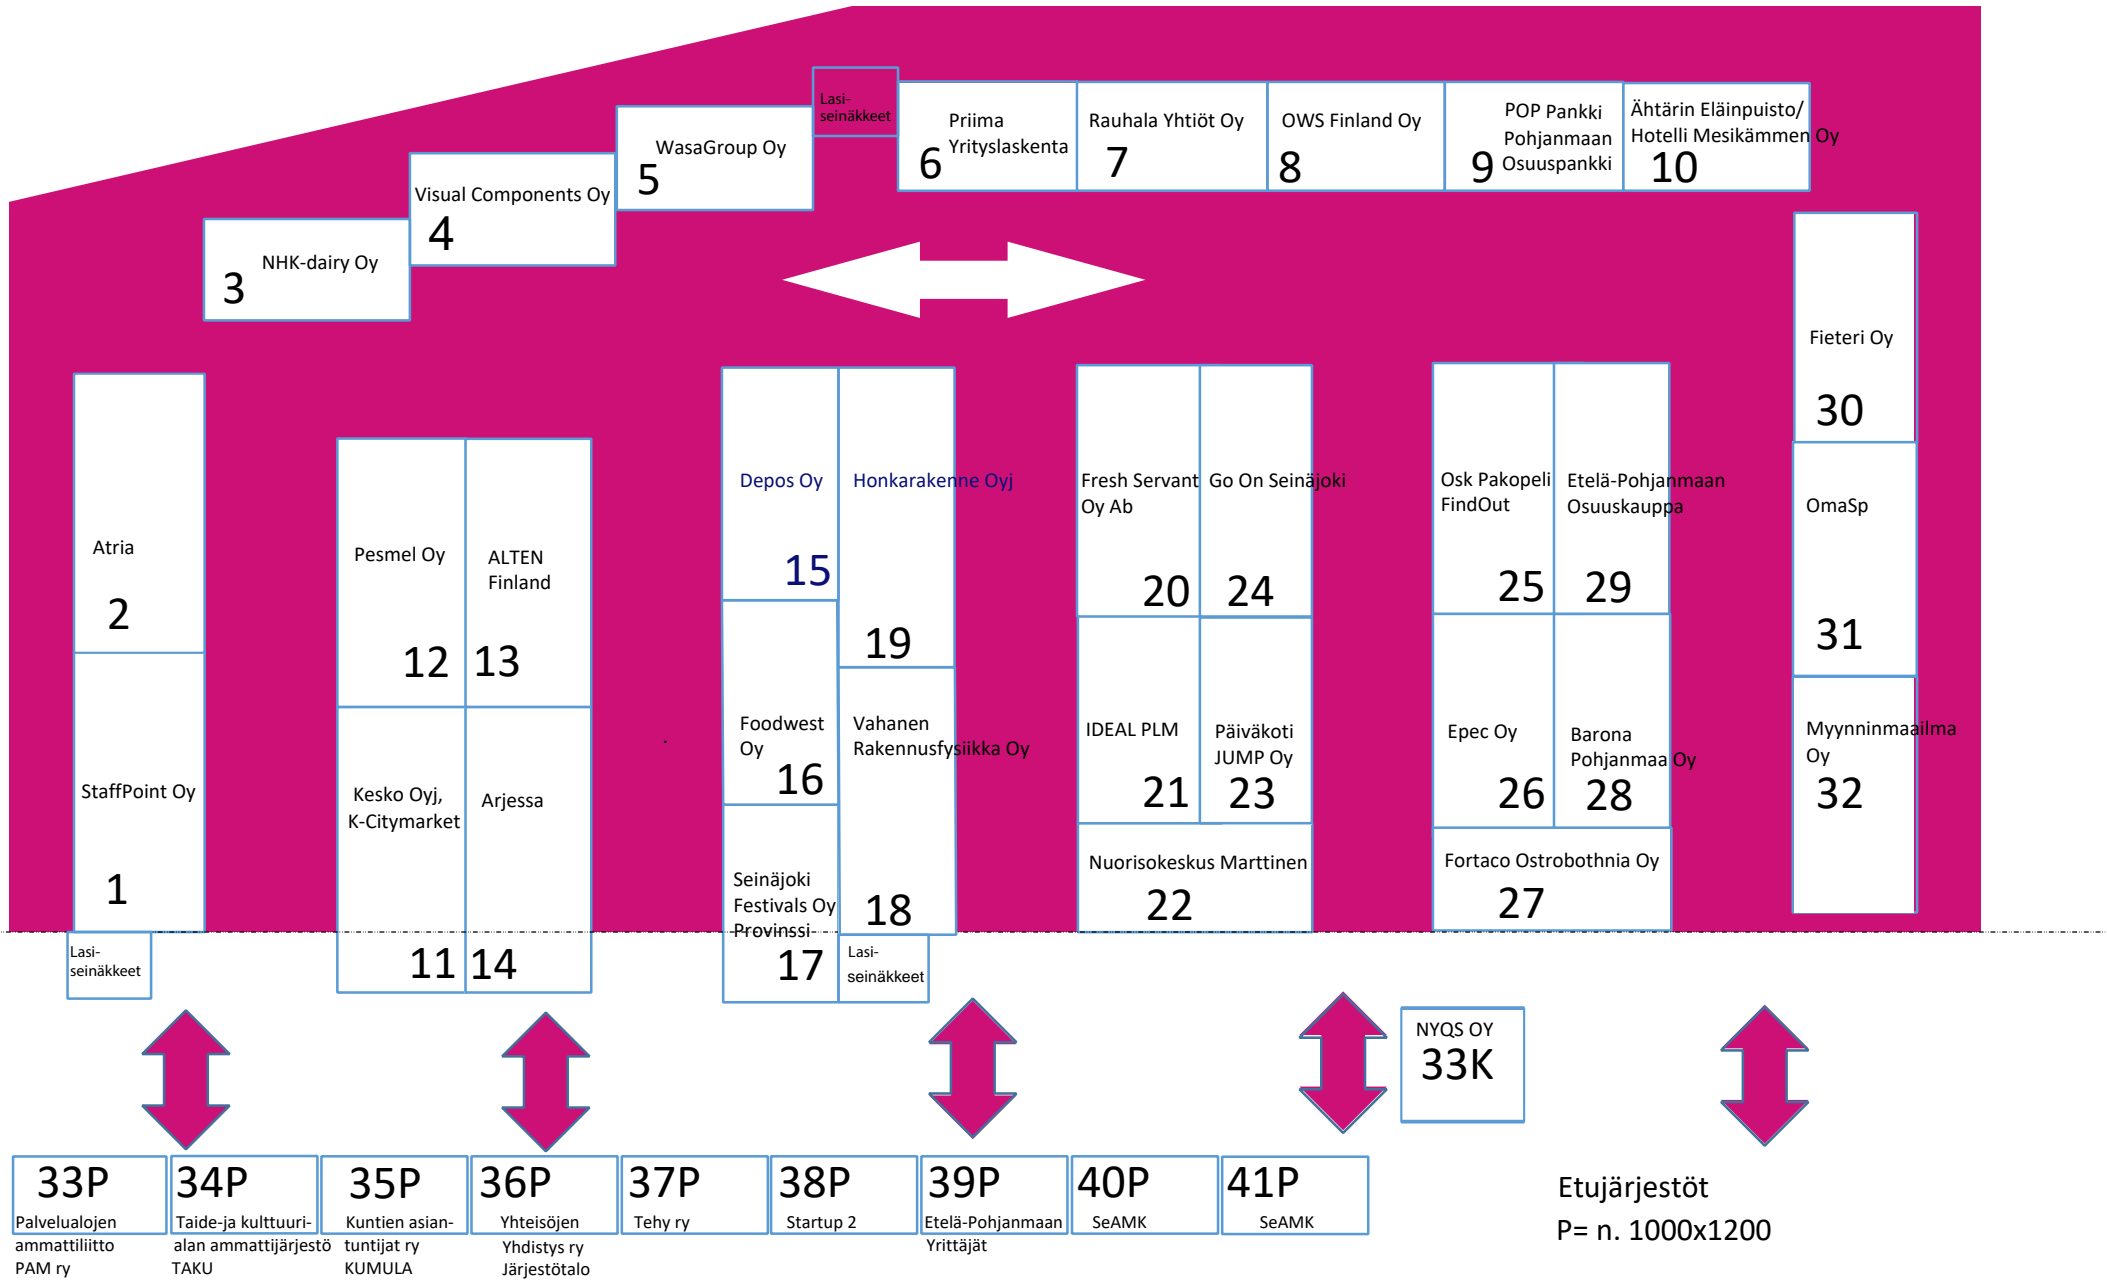 Lasi-
seinäkkeet
Priima
Yrityslaskenta
6
Rauhala Yhtiöt Oy
7
OWS Finland Oy
8
POP Pankki
Pohjanmaan
Osuuspankki
9
Ähtärin Eläinpuisto/
Hotelli Mesikämmen Oy
10
WasaGroup Oy
5
Visual Components Oy
4
NHK-dairy Oy
3
Fieteri Oy
30
Atria
2
Pesmel Oy
12
ALTEN
Finland
13
Depos Oy
15
Honkarakenne Oyj
19
Fresh Servant
Oy Ab
20
Go On Seinäjoki
24
Osk Pakopeli
FindOut
25
Etelä-Pohjanmaan
Osuuskauppa
29
OmaSp
31
StaffPoint Oy
1
Kesko Oyj,
K-Citymarket
11
Arjessa
14
.
Foodwest
Oy
16
Vahanen
Rakennusfysiikka Oy
18
IDEAL PLM
21
Päiväkoti
JUMP Oy
23
Epec Oy
26
Barona
Pohjanmaa Oy
28
Myynninmaailma
Oy
32
Seinäjoki
Festivals Oy
Provinssi
17
Nuorisokeskus Marttinen
22
Fortaco Ostrobothnia Oy
27
Lasi-
seinäkkeet
Lasi-
seinäkkeet
NYQS OY
33K
33P
Palvelualojen
ammattiliitto
PAM ry
34P
Taide-ja kulttuuri-
alan ammattijärjestö
TAKU
35P
Kuntien asian-
tuntijat ry
KUMULA
36P
Yhteisöjen
Yhdistys ry
Järjestötalo
37P
Tehy ry
38P
Startup 2
39P
Etelä-Pohjanmaan
Yrittäjät
40P
SeAMK
41P
SeAMK
Etujärjestöt
P= n. 1000x1200